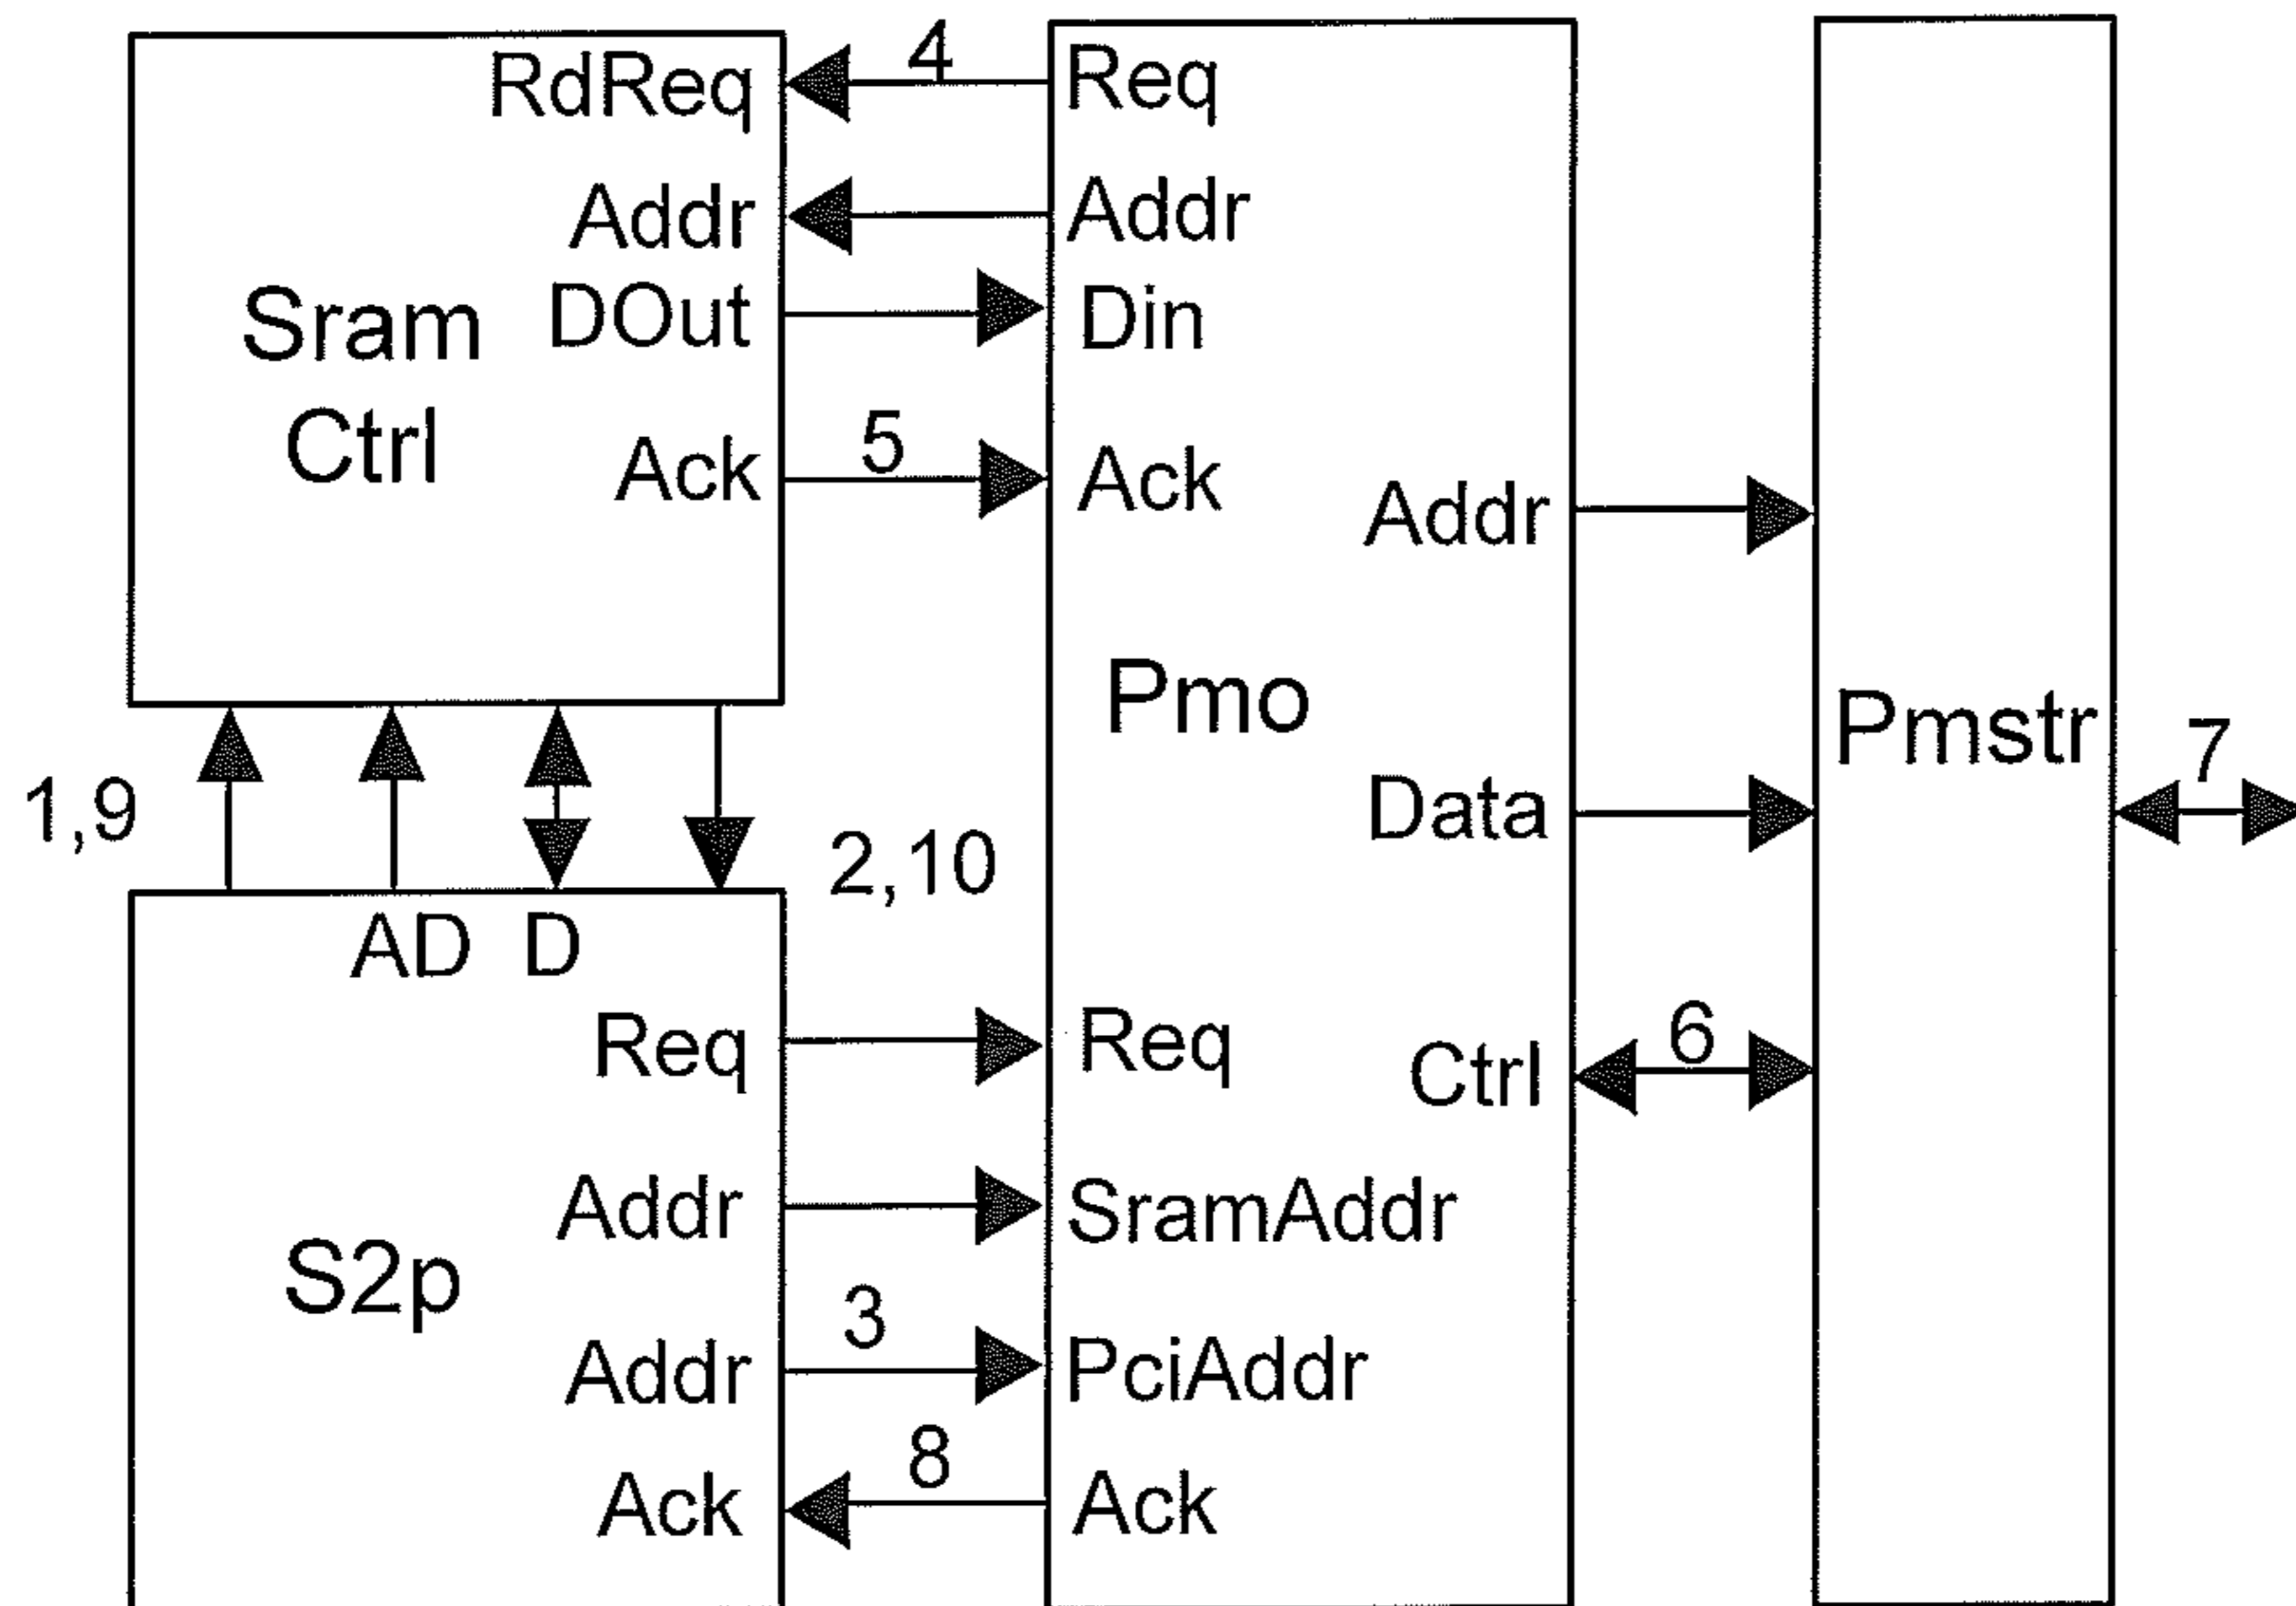 4
RdReq
Req
Addr
Addr
DOut
Din
Sram
Ctrl
5
Ack
Ack
Addr
Pmo
Pmstr
7
1,9
Data
2,10
AD
D
6
Req
Req
Ctrl
Addr
SramAddr
S2p
3
Addr
PciAddr
8
Ack
Ack